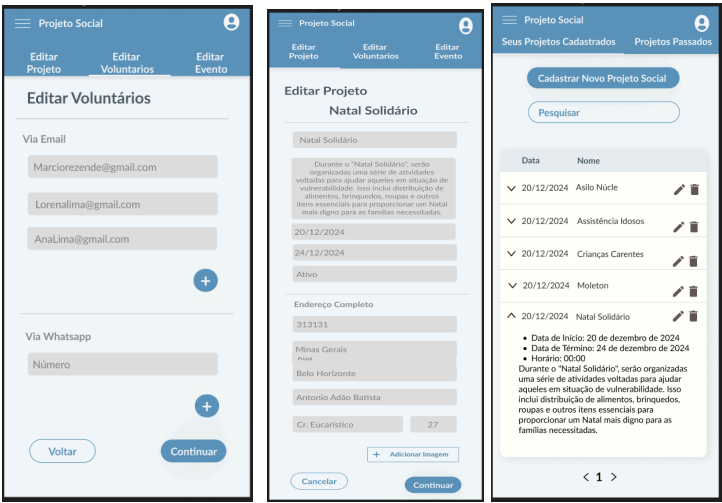 Projeto Social
Editar Projeto
Editar Voluntarios
Editar Evento
Editar Voluntários
Via Email
Marciorezende@gmail.com
Lorenalima@gmail.com
AnaLima@gmail.com
+
Via Whatsapp
Número
+
Voltar
Continuar
Projeto Social
Editar Projeto
Editar Voluntarios
Editar Evento
Editar Projeto
Natal Solidário
Natal Solidário
Durante o "Natal Solidário", serão
organizadas uma série de atividades
voltadas para ajudar aqueles em situação de
vulnerabilidade. Isso inclui distribuição de
alimentos, brinquedos, roupas e outros
itens essenciais para proporcionar um Natal
mais digno para as famílias necessitadas.
20/12/2024
24/12/2024
Ativo
Endereço Completo
313131
Minas Gerais
Belo Horizonte
Antonio Adão Batista
Cr. Eucarístico
27
+ Adicionar Imagem
Cancelar
Continuar
Projeto Social
Seus Projetos Cadastrados
Projetos Passados
Cadastrar Novo Projeto Social
Pesquisar
Data Nome
20/12/2024 Asilo Núcle
20/12/2024 Assistência Idosos
20/12/2024 Crianças Carentes
20/12/2024 Moleton
20/12/2024 Natal Solidário
• Data de Início: 20 de dezembro de 2024
• Data de Término: 24 de dezembro de 2024
• Horário: 00:00
Durante o "Natal Solidário", serão organizadas
uma série de atividades voltadas para ajudar
aqueles em situação de vulnerabilidade. Isso
inclui distribuição de alimentos, brinquedos,
roupas e outros itens essenciais para
proporcionar um Natal mais digno para as
famílias necessitadas.
< 1 >